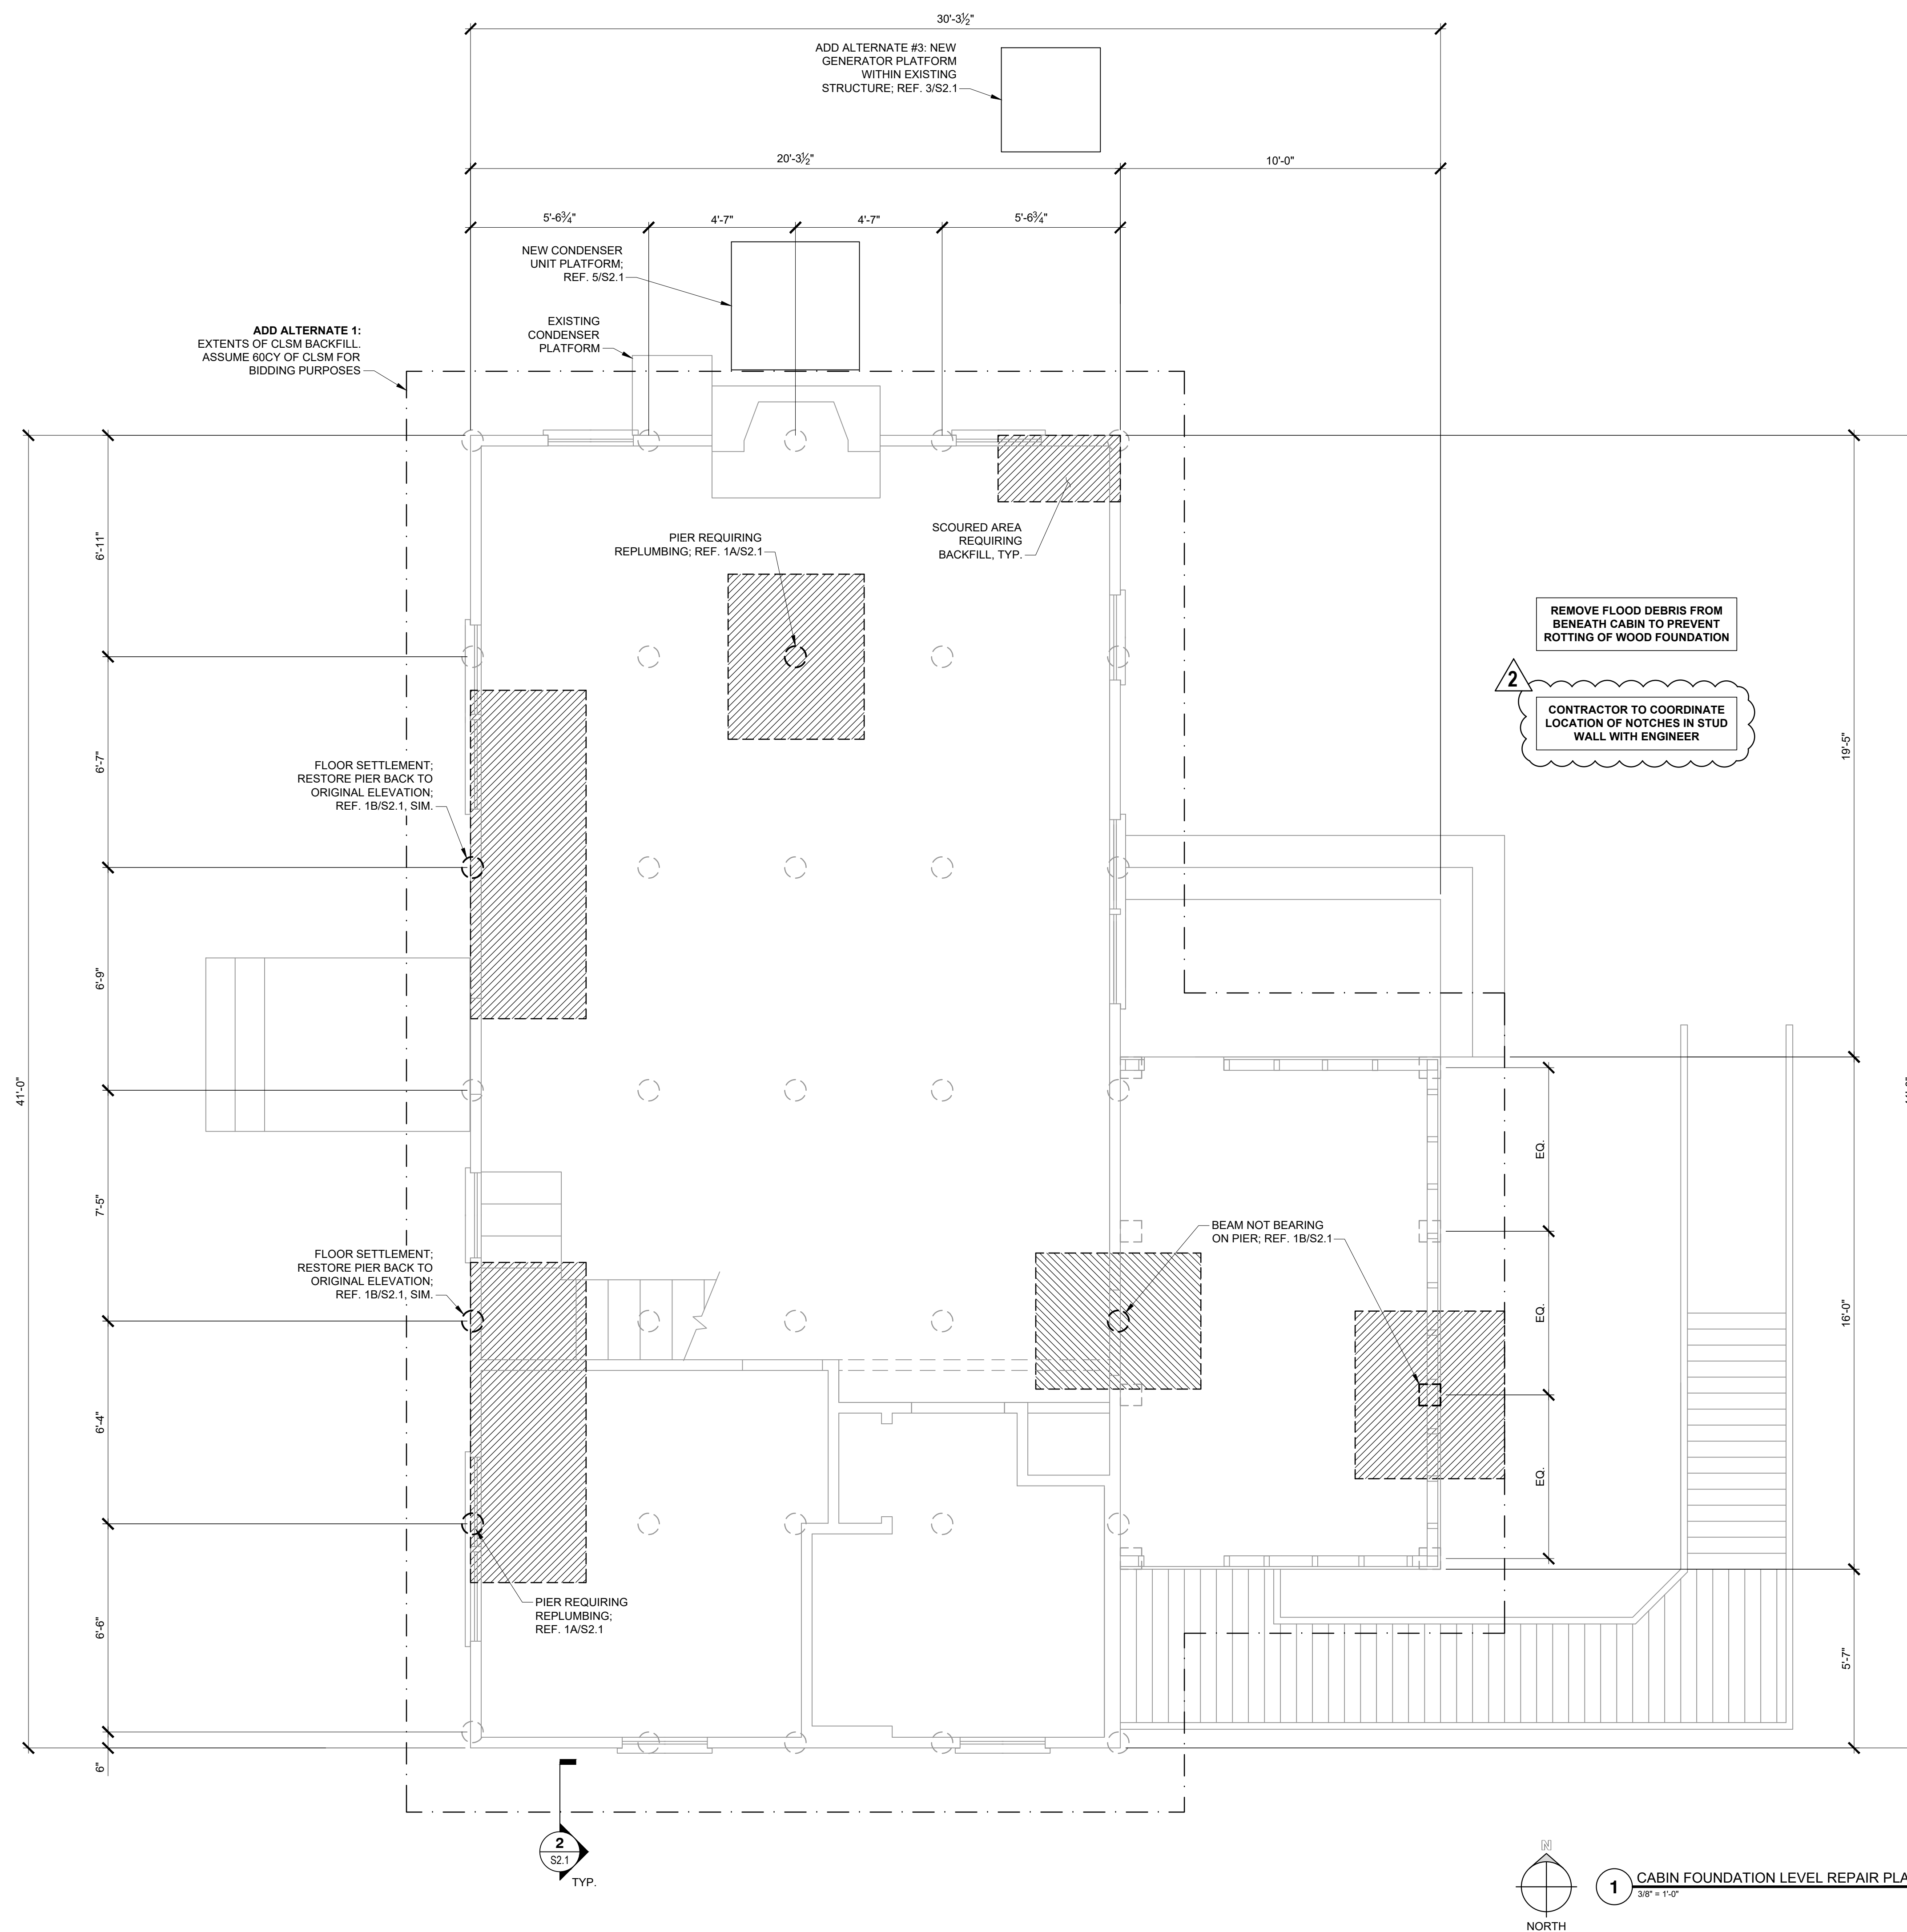 30'-3½"
ADD ALTERNATE #3: NEW
GENERATOR PLATFORM
WITHIN EXISTING
STRUCTURE; REF. 3/S2.1
20'-3½"
10'-0"
5'-6¾"
4'-7"
4'-7"
5'-6¾"
NEW CONDENSER
UNIT PLATFORM;
REF. 5/S2.1
EXISTING
CONDENSER
PLATFORM
ADD ALTERNATE 1:
EXTENTS OF CLSM BACKFILL.
ASSUME 60CY OF CLSM FOR
BIDDING PURPOSES
PIER REQUIRING
REPLUMBING; REF. 1A/S2.1
SCOURED AREA
REQUIRING
BACKFILL, TYP.
REMOVE FLOOD DEBRIS FROM
BENEATH CABIN TO PREVENT
ROTTING OF WOOD FOUNDATION
2
CONTRACTOR TO COORDINATE
LOCATION OF NOTCHES IN STUD
WALL WITH ENGINEER
FLOOR SETTLEMENT;
RESTORE PIER BACK TO
ORIGINAL ELEVATION;
REF. 1B/S2.1, SIM.
FLOOR SETTLEMENT;
RESTORE PIER BACK TO
ORIGINAL ELEVATION;
REF. 1B/S2.1, SIM.
BEAM NOT BEARING
ON PIER; REF. 1B/S2.1
PIER REQUIRING
REPLUMBING;
REF. 1A/S2.1
41'-0"
6'-11"
6'-7"
6'-9"
7'-5"
6'-4"
6'-6"
6"
EQ.
EQ.
EQ.
19'-5"
16'-0"
5'-7"
2
S2.1
TYP.
N
NORTH
1
CABIN FOUNDATION LEVEL REPAIR PLA
3/8" = 1'-0"